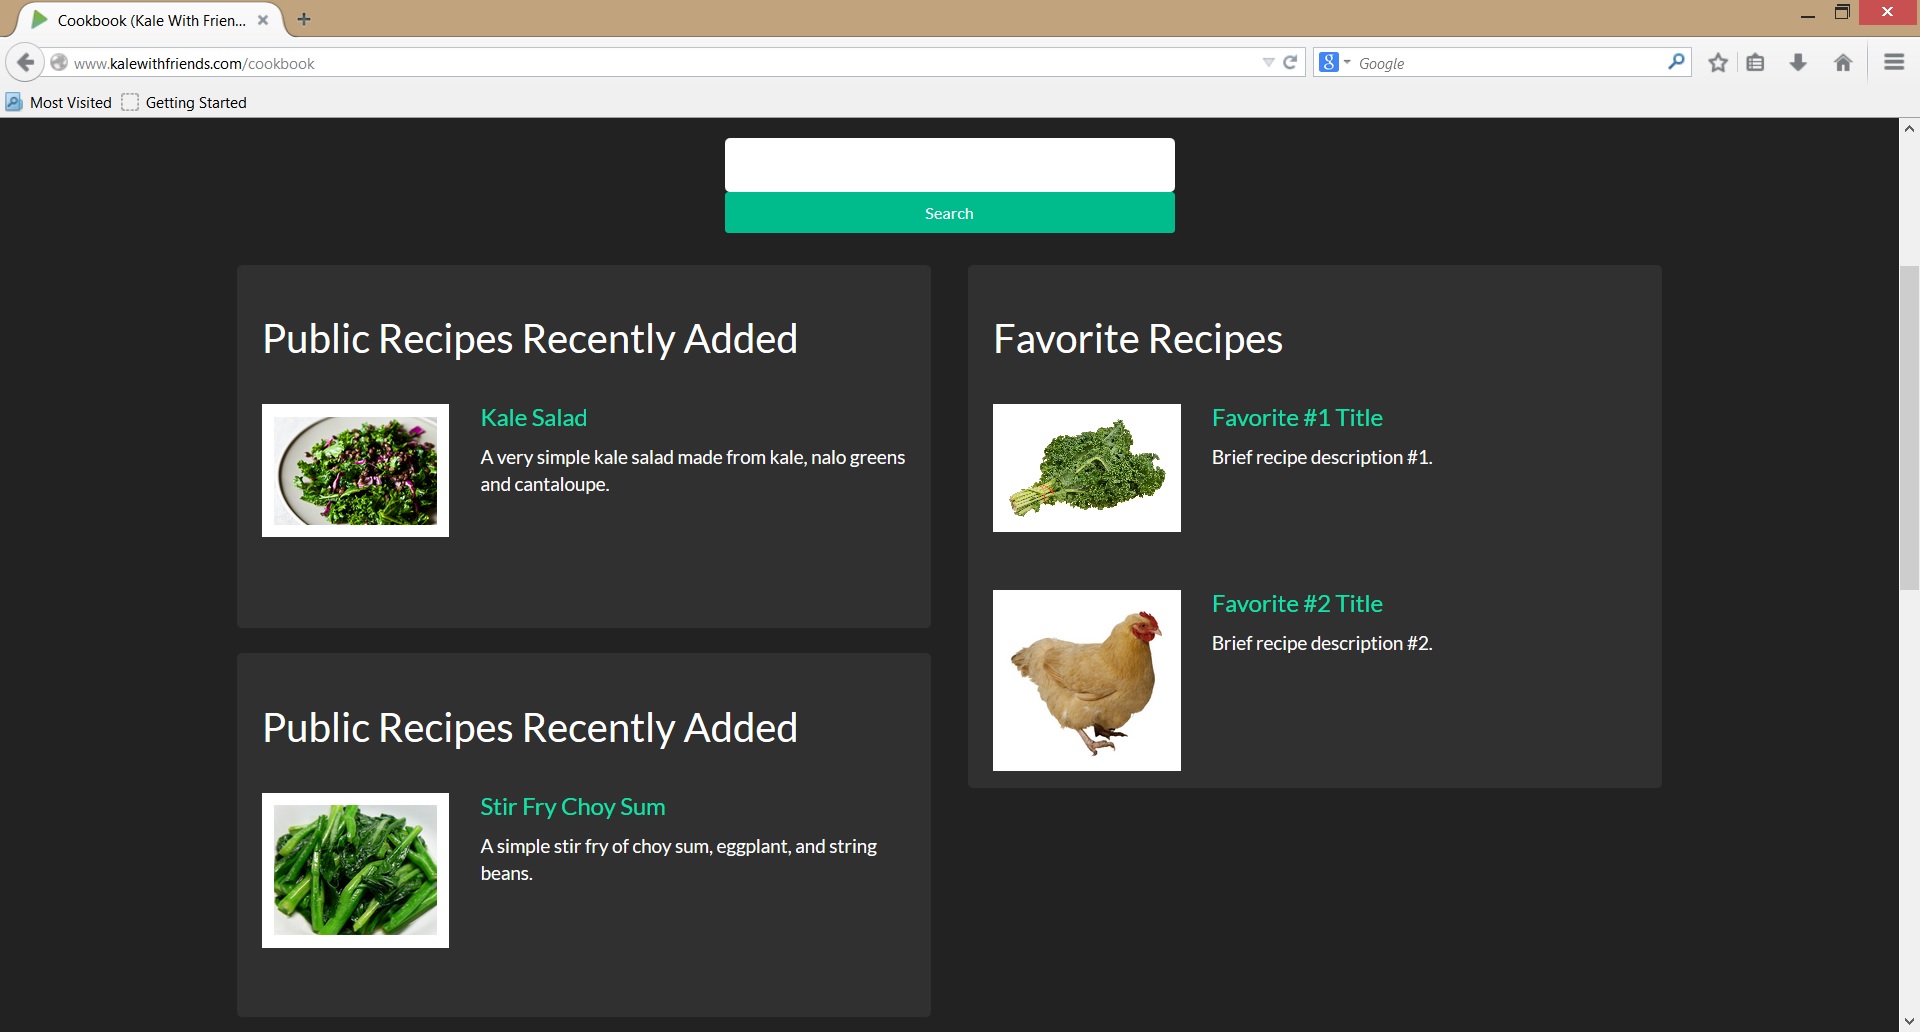 Cookbook (Kale With Frien...
www.kalewithfriends.com/cookbook
8 Google
Most Visited Getting Started
Search
Public Recipes Recently Added
Kale Salad
A very simple kale salad made from kale, nalo greens
and cantaloupe.
Public Recipes Recently Added
Stir Fry Choy Sum
A simple stir fry of choy sum, eggplant, and string
beans.
Favorite Recipes
Favorite #1 Title
Brief recipe description #1.
Favorite #2 Title
Brief recipe description #2.